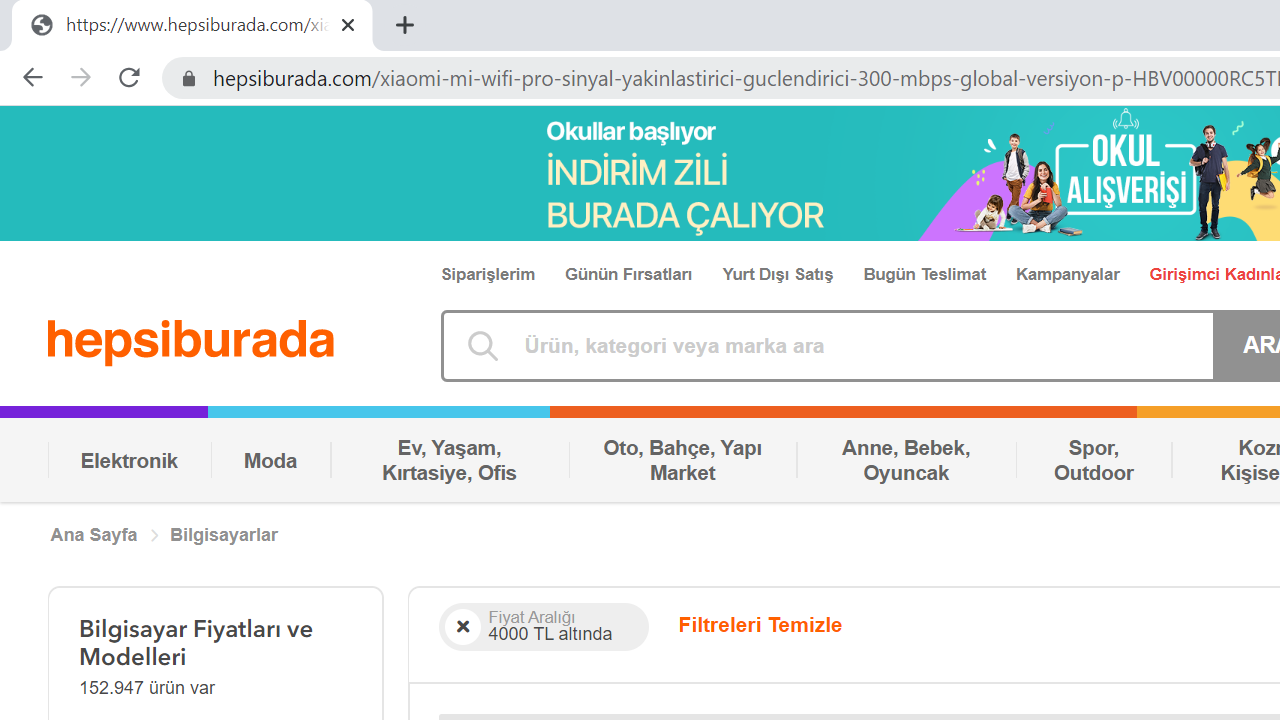 https://www.hepsiburada.com/xia
hepsiburada.com/xiaomi-mi-wifi-pro-sinyal-yakinlastirici-guclendirici-300-mbps-global-versiyon-p-HBV00000RC5T
Okullar başlıyor
İNDİRİM ZİLİ
BURADA ÇALIYOR
OKUL
ALIŞVERİŞİ
Siparişlerim Günün Fırsatları Yurt Dışı Satış Bugün Teslimat Kampanyalar Girişimci Kadınla
hepsiburada
Ürün, kategori veya marka ara
ARA
Elektronik
Moda
Ev, Yaşam,
Kırtasiye, Ofis
Oto, Bahçe, Yapı
Market
Anne, Bebek,
Oyuncak
Spor,
Outdoor
Koz
Kişise
Ana Sayfa Bilgisayarlar
Bilgisayar Fiyatları ve
Modelleri
152.947 ürün var
Fiyat Aralığı
4000 TL altında
Filtreleri Temizle